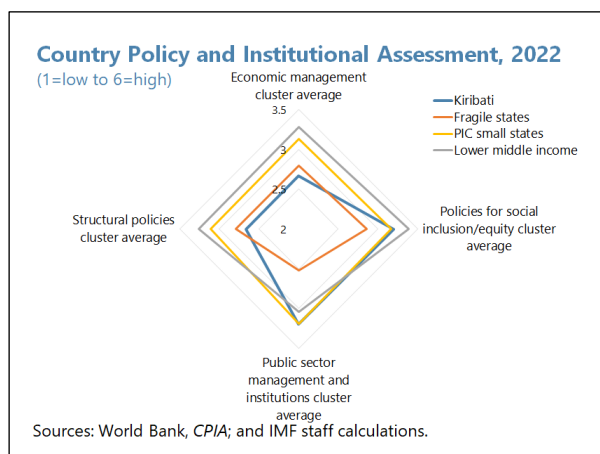 Country Policy and Institutional Assessment, 2022
(1=low to 6=high)
Economic management
cluster average
3.5
3
2.5
2
Kiribati
Fragile states
PIC small states
Lower middle income
Structural policies
cluster average
Policies for social
inclusion/equity cluster
average
Public sector
management and
institutions cluster
average
Sources: World Bank, CPIA; and IMF staff calculations.